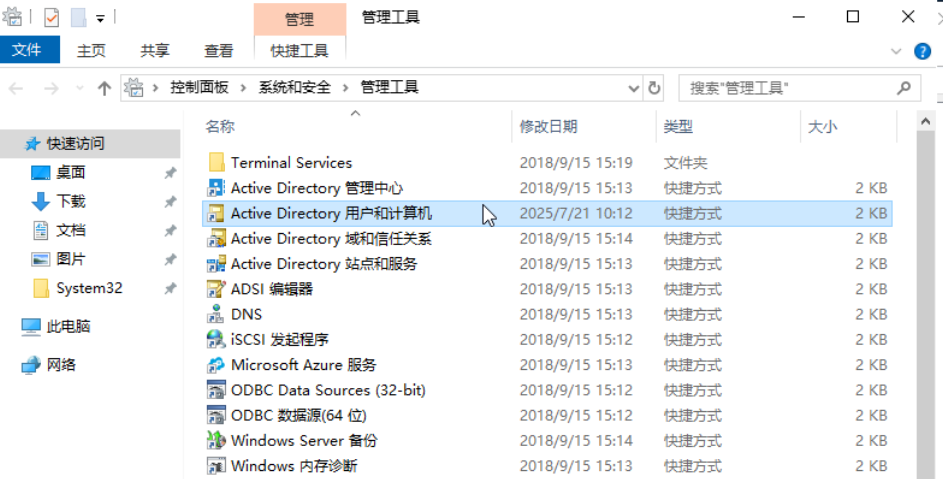 管理 管理工具
文件 主页 共享 查看 快捷工具
控制面板 › 系统和安全 › 管理工具 搜索"管理工具"
名称 修改日期 类型 大小
快速访问
桌面
下载
文档
图片
System32
此电脑
网络
Terminal Services 2018/9/15 15:19 文件夹
Active Directory 管理中心 2018/9/15 15:13 快捷方式 2 KB
Active Directory 用户和计算机 2025/7/21 10:12 快捷方式 2 KB
Active Directory 域和信任关系 2018/9/15 15:14 快捷方式 2 KB
Active Directory 站点和服务 2018/9/15 15:13 快捷方式 2 KB
ADSI 编辑器 2018/9/15 15:13 快捷方式 2 KB
DNS 2018/9/15 15:13 快捷方式 2 KB
iSCSI 发起程序 2018/9/15 15:12 快捷方式 2 KB
Microsoft Azure 服务 2018/9/15 15:13 快捷方式 2 KB
ODBC Data Sources (32-bit) 2018/9/15 15:12 快捷方式 2 KB
ODBC 数据源(64 位) 2018/9/15 15:12 快捷方式 2 KB
Windows Server 备份 2018/9/15 15:14 快捷方式 2 KB
Windows 内存诊断 2018/9/15 15:13 快捷方式 2 KB